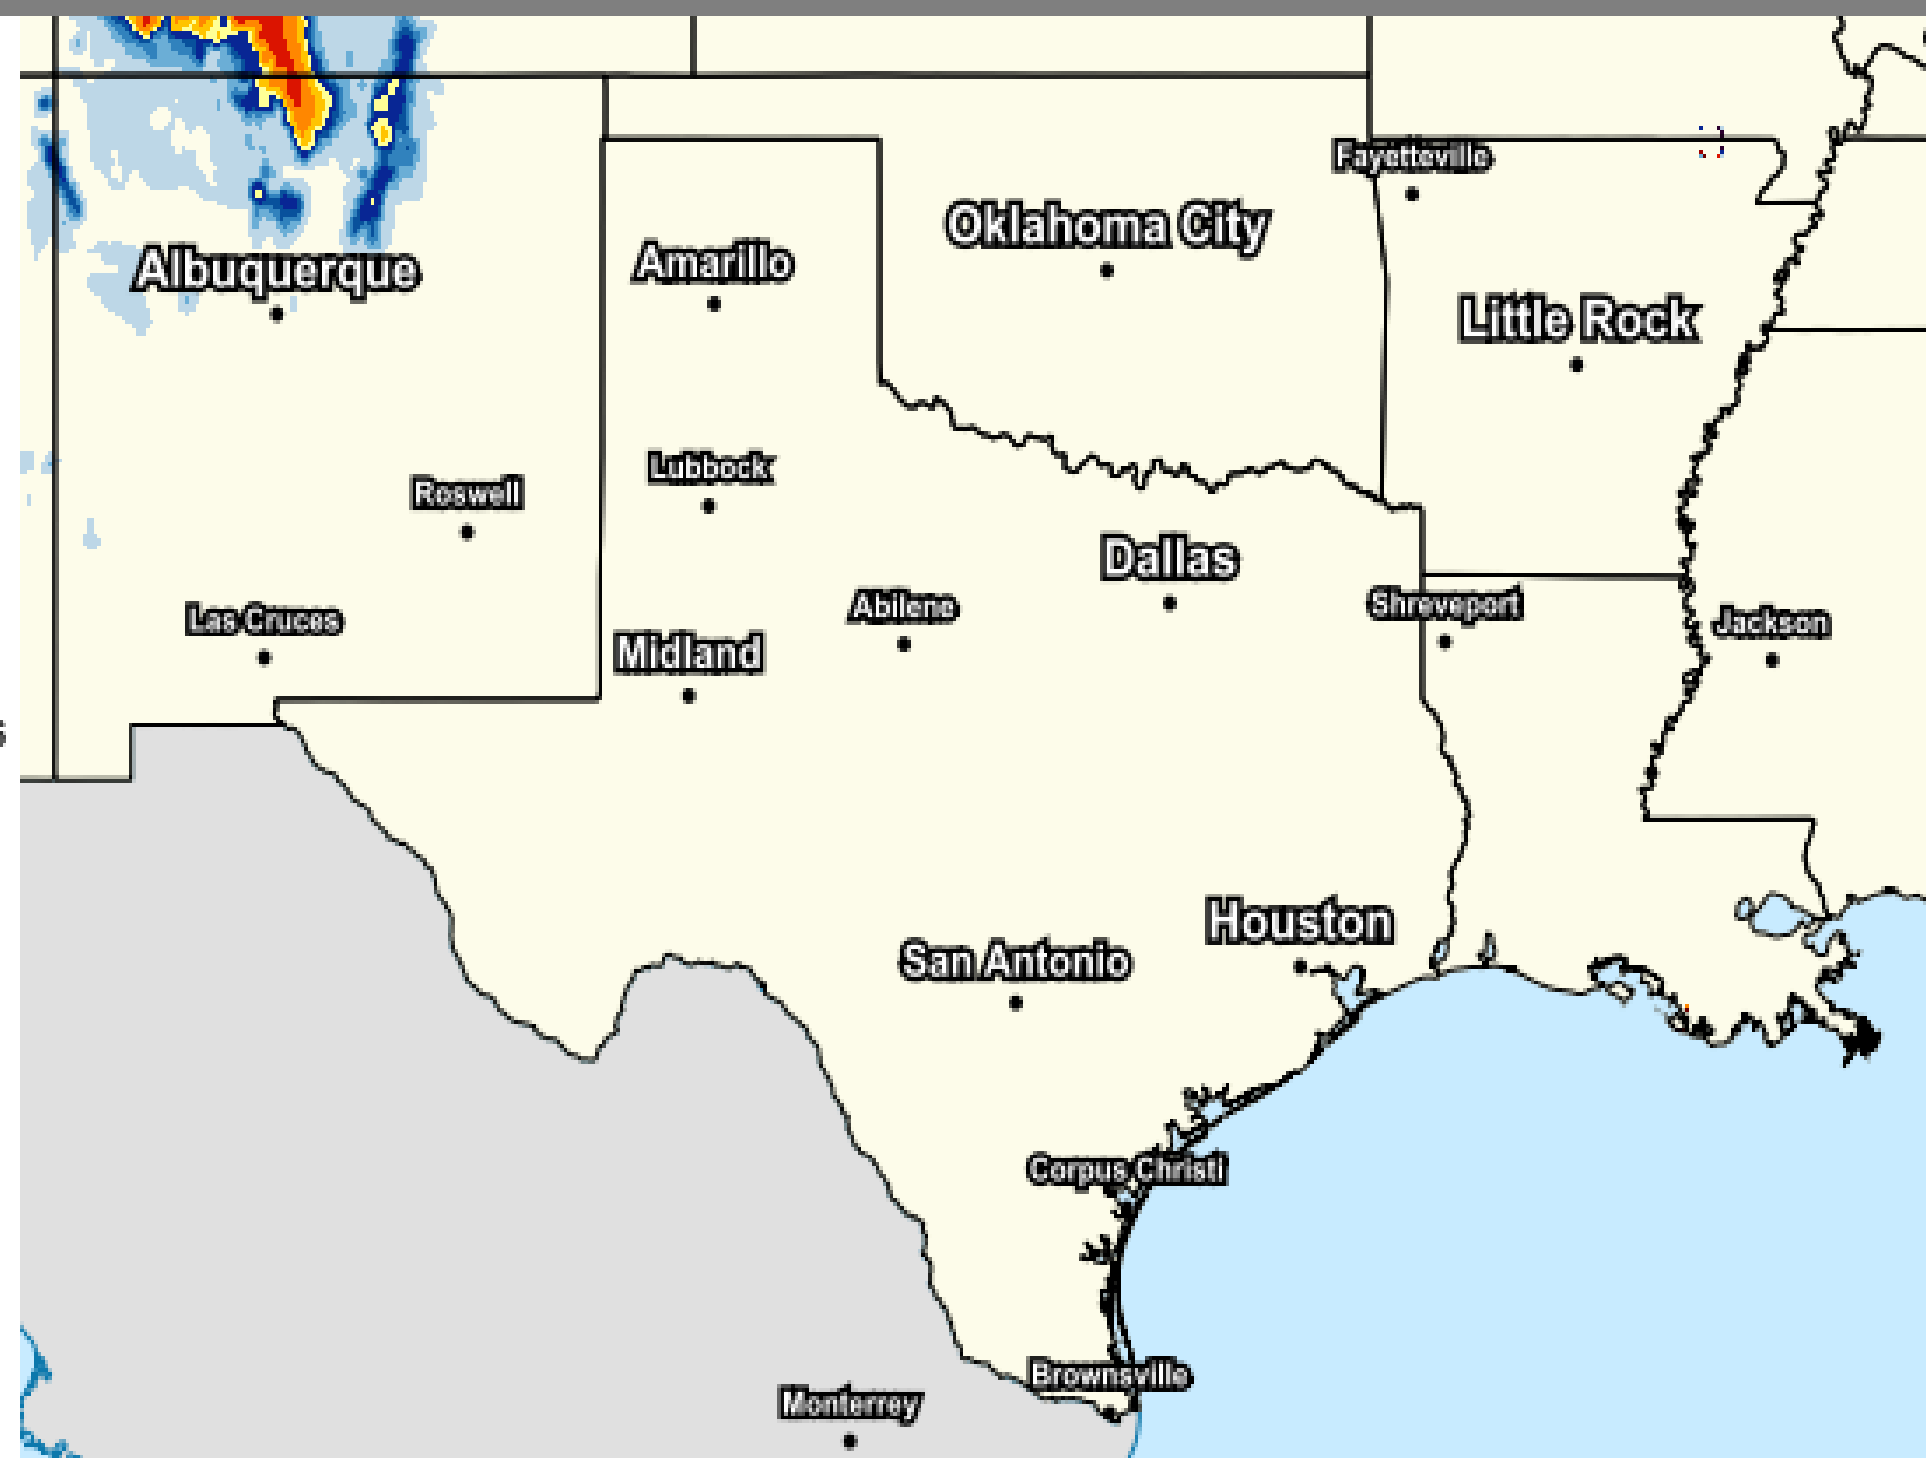 Fayetteville
Oklahoma City
Albuquerque
Amarillo
Little Rock
Lubbock
Roswell
Dallas
Abilene
Shreveport
Las Cruces
Jackson
Midland
Houston
San Antonio
Corpus Christi
Brownsville
Monterrey